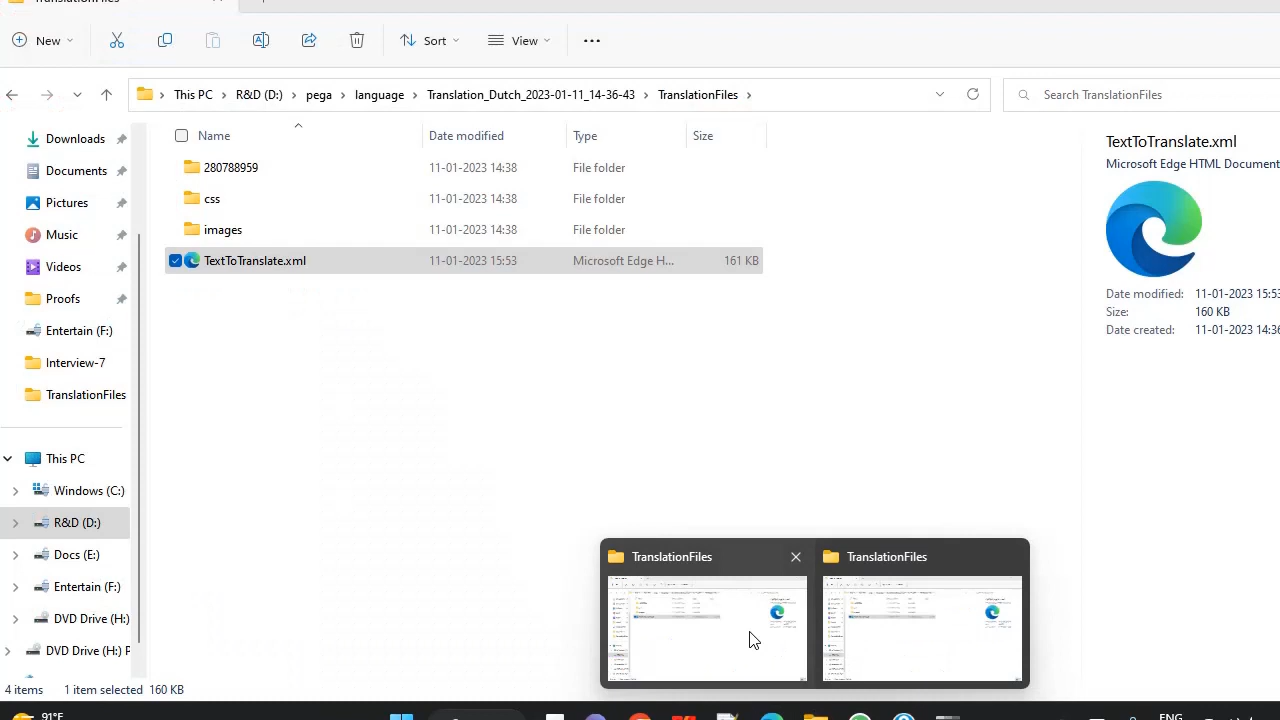 TranslationFiles
New
Sort
View
This PC
R&D (D:)
pega
language
Translation_Dutch_2023-01-11_14-36-43
TranslationFiles
Search TranslationFiles
Downloads
Documents
Pictures
Music
Videos
Proofs
Entertain (F:)
Interview-7
TranslationFiles
This PC
Windows (C:)
R&D (D:)
Docs (E:)
Entertain (F:)
DVD Drive (H:
DVD Drive (H:)
Name Date modified Type Size
280788959 11-01-2023 14:38 File folder
css 11-01-2023 14:38 File folder
images 11-01-2023 14:38 File folder
TextToTranslate.xml 11-01-2023 15:53 Microsoft Edge H... 161 KB
TextToTranslate.xml
Microsoft Edge HTML Document
Date modified: 11-01-2023 15:53
Size: 160 KB
Date created: 11-01-2023 14:36
TranslationFiles
TranslationFiles
4 items 1 item selected 160 KB
91°F
ENG